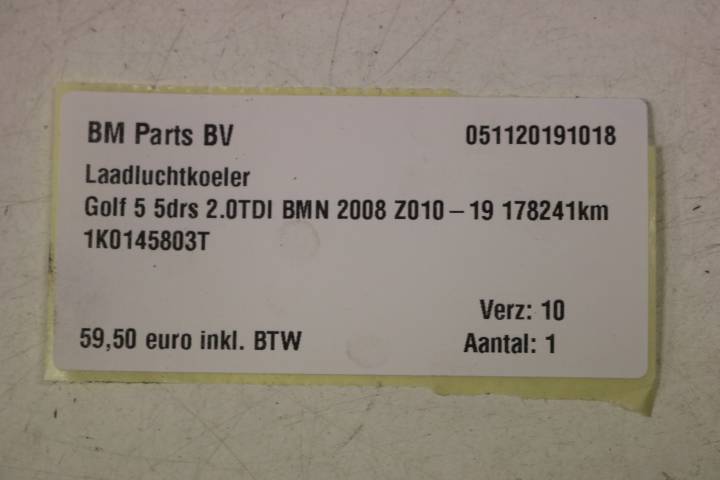 BM Parts BV 051120191018
Laadluchtkoeler
Golf 5 5drs 2.0TDI BMN 2008 Z010 – 19 178241km
1K0145803T
Verz: 10
59,50 euro inkl. BTW Aantal: 1